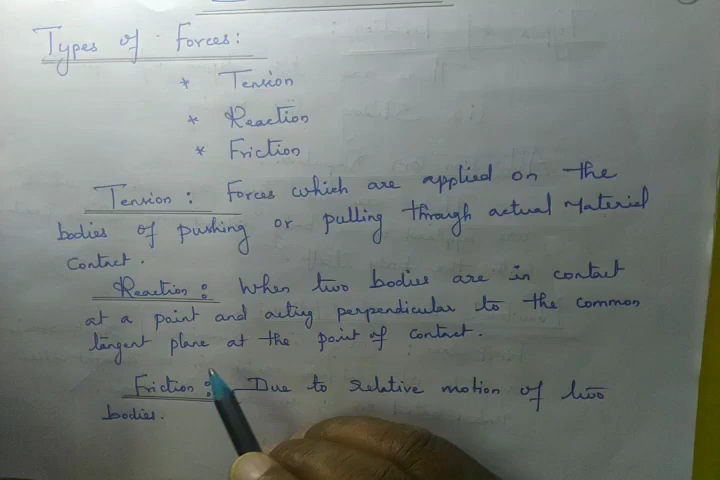 Types of Forces:
* Tension
* Reaction
* Friction
Tension: Forces which are applied on the
bodies of pushing or pulling through actual Material
Contact.
Reaction: When two bodies are in contact
at a point and acting perpendicular to the common
tangent plane at the point of contact.
Friction: Due to relative motion of two
bodies.